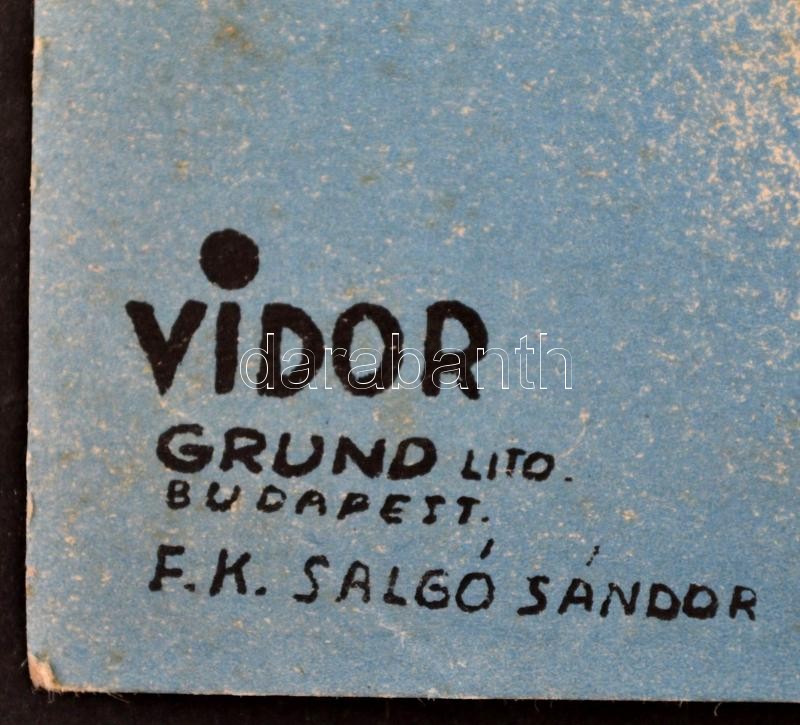 ViDOR
darabanth
GRUND LITO.
BUDAPEST.
F.K. SALGÓ SÁNDOR